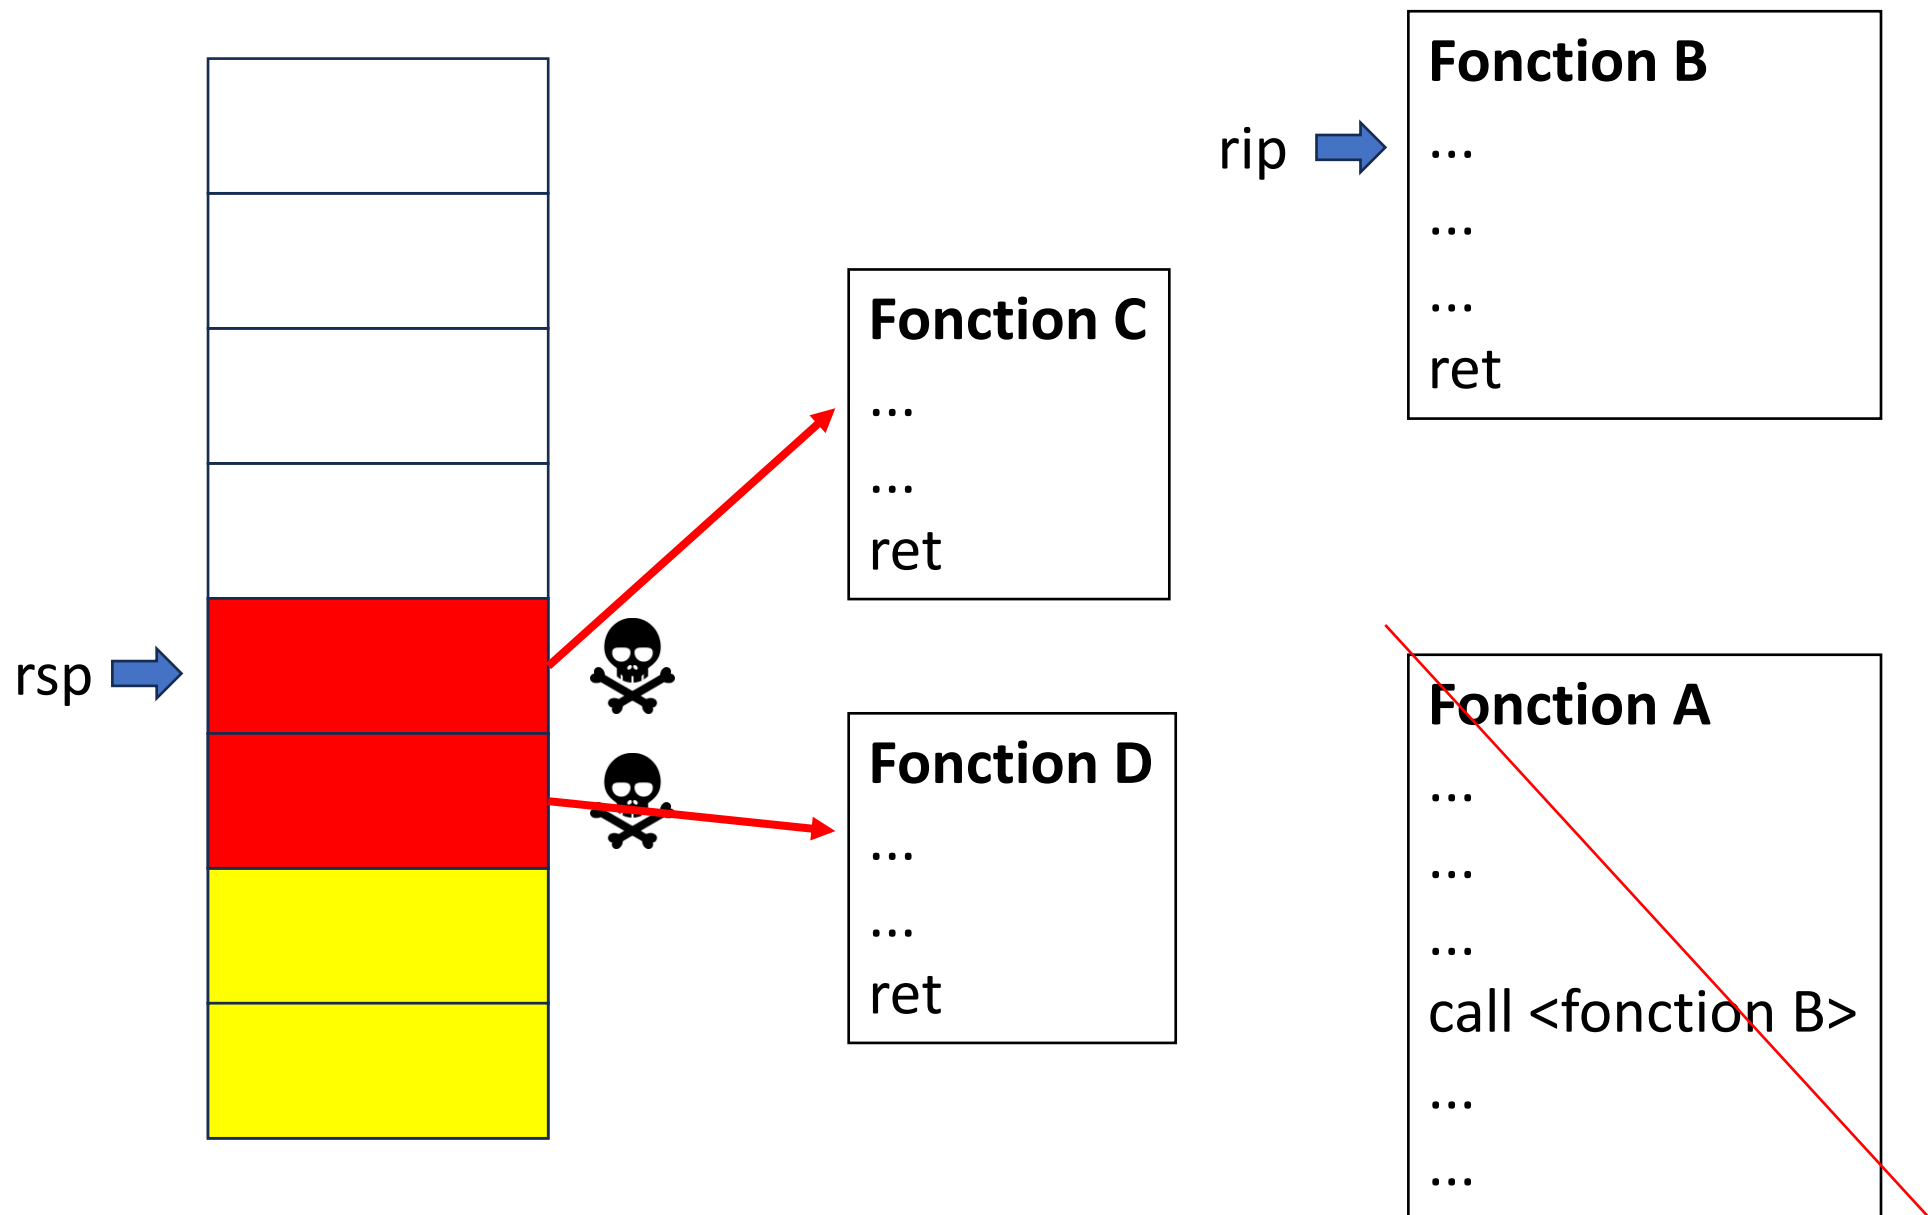 rsp
Fonction C
...
...
ret
Fonction D
...
...
ret
rip
Fonction B
...
...
...
ret
Fonction A
...
...
...
call <fonction B>
...
...